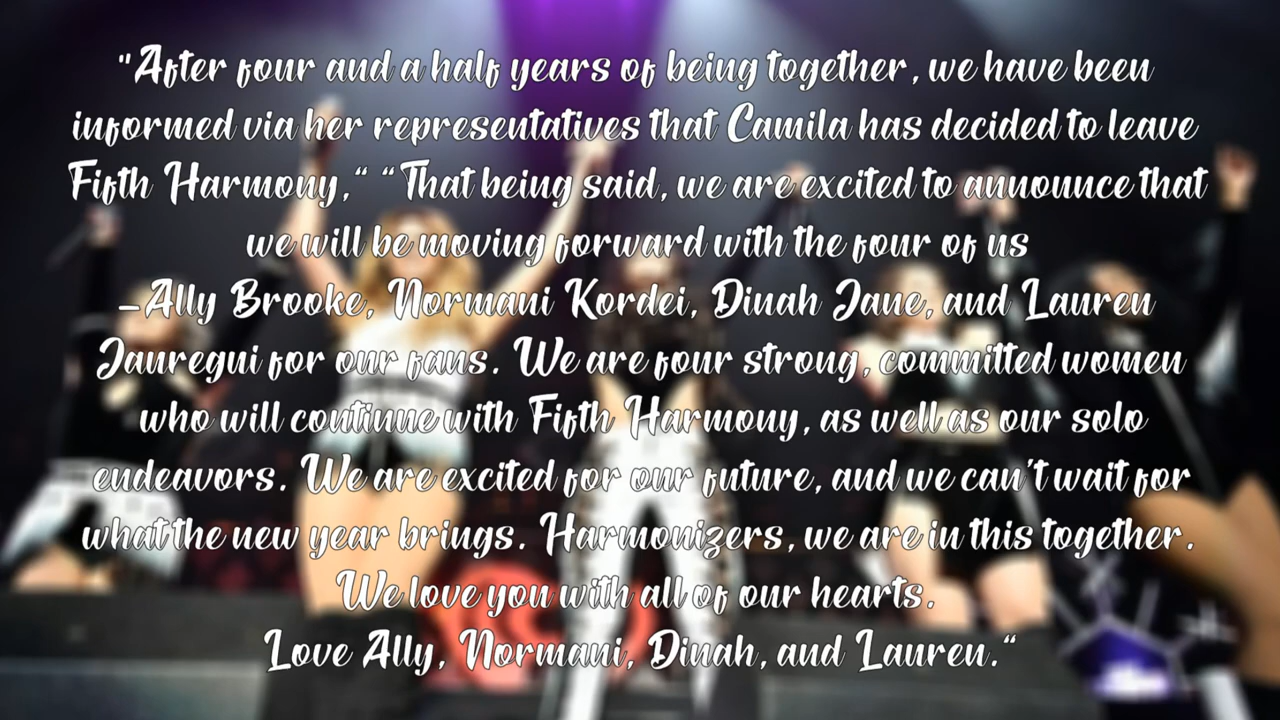 "After four and a half years of being together, we have been
informed via her representatives that Camila has decided to leave
Fifth Harmony,“ “That being said, we are excited to announce that
we will be moving forward with the four of us
-Ally Brooke, Normani Kordei, Dinah Jane, and Lauren
Jauregui for our fans. We are four strong, committed women
who will continue with Fifth Harmony, as well as our solo
endeavors. We are excited for our future, and we can't wait for
what the new year brings. Harmonizers, we are in this together.
We love you with all of our hearts.
Love Ally, Normani, Dinah, and Lauren.“